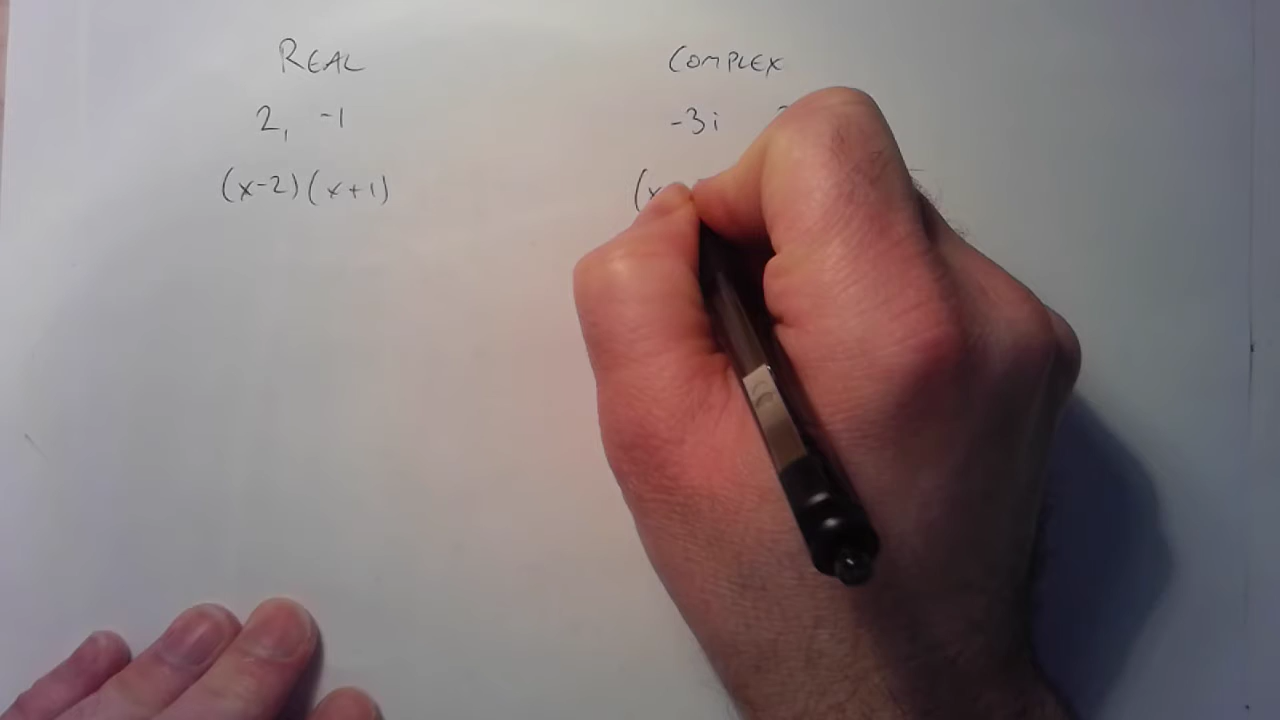 REAL COMPLEX
2, -1 -3i
(x-2)(x+1) (x